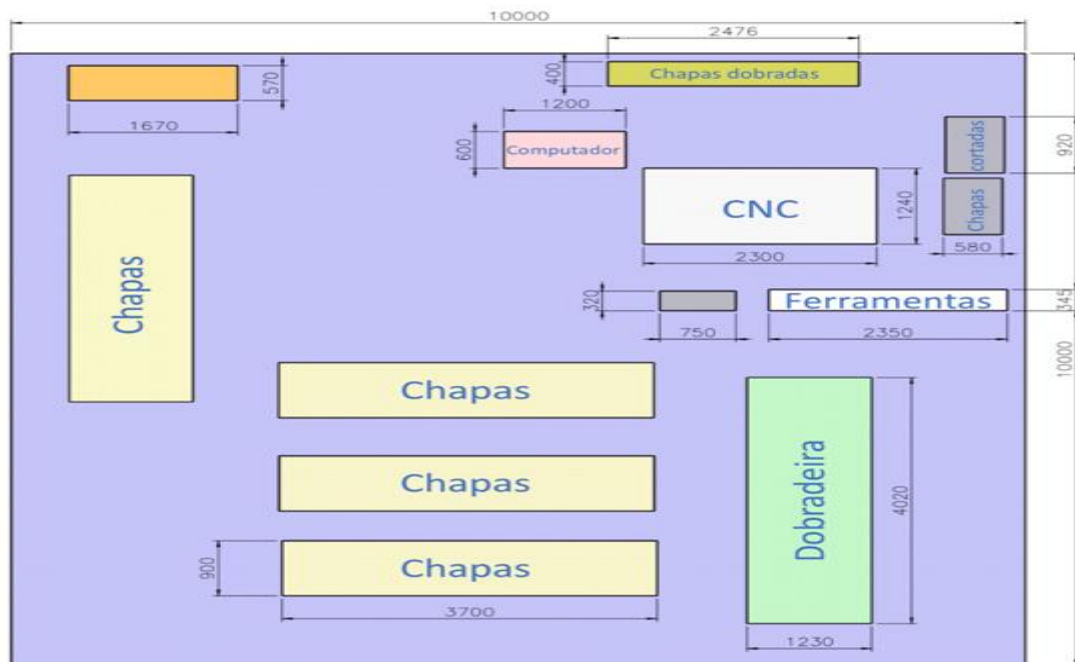 10000
2476
Chapas dobradas
400
570
1670
1200
Computador
600
cortadas
920
Chapas
580
CNC
1240
2300
Chapas
320
750
Ferramentas
345
2350
10000
Chapas
Chapas
Chapas
900
3700
Dobradeira
4020
1230